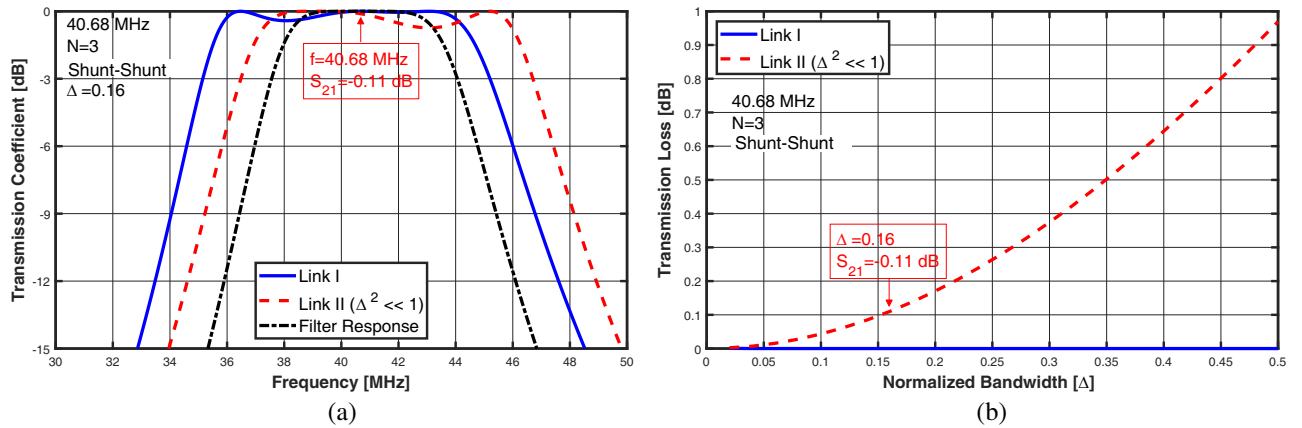 40.68 MHz
N=3
Shunt-Shunt
Δ =0.16
f=40.68 MHz
S21=-0.11 dB
Link I
Link II (Δ² << 1)
Filter Response
0
-3
-6
-9
-12
-15
30 32 34 36 38 40 42 44 46 48 50
Transmission Coefficient [dB]
Frequency [MHz]
(a)
Link I
Link II (Δ² << 1)
40.68 MHz
N=3
Shunt-Shunt
Δ =0.16
S21=-0.11 dB
1
0.9
0.8
0.7
0.6
0.5
0.4
0.3
0.2
0.1
0
0 0.05 0.1 0.15 0.2 0.25 0.3 0.35 0.4 0.45 0.5
Transmission Loss [dB]
Normalized Bandwidth [Δ]
(b)